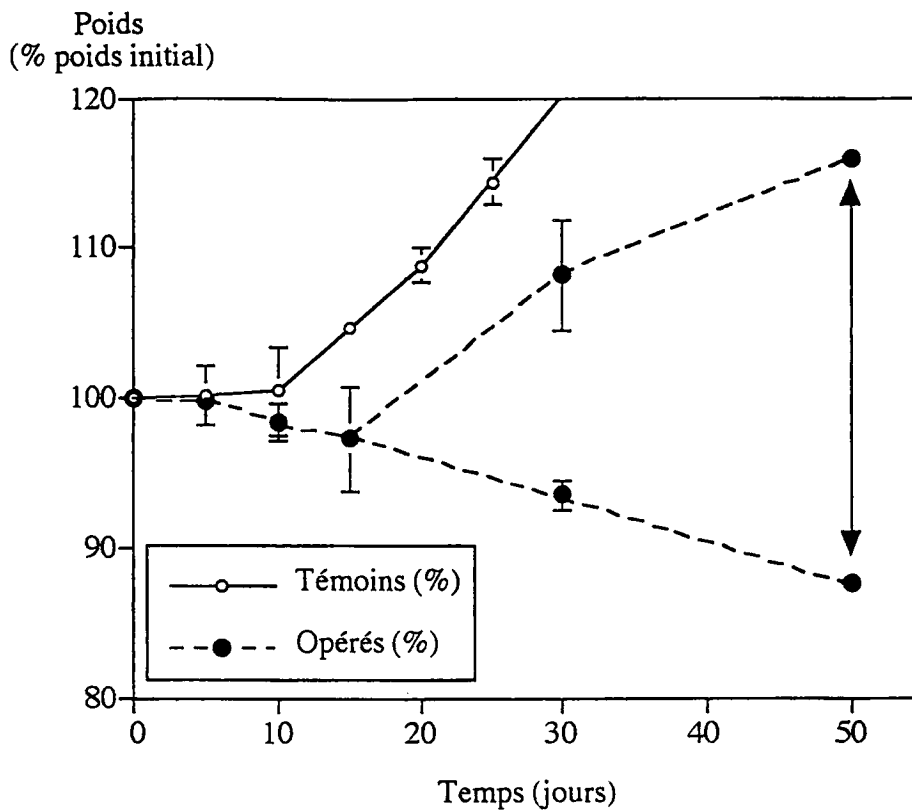 Poids
(% poids initial)
120
110
100
90
80
Témoins (%)
Opérés (%)
0 10 20 30 40 50
Temps (jours)